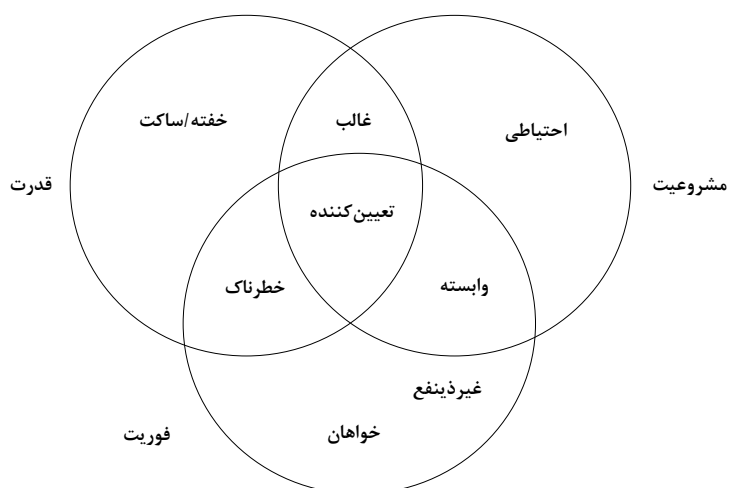 خفته/ساکت
غالب
احتیاطی
قدرت
مشروعیت
تعیین‌کننده
خطرناک
وابسته
غیرذینفع
خواهان
فوریت